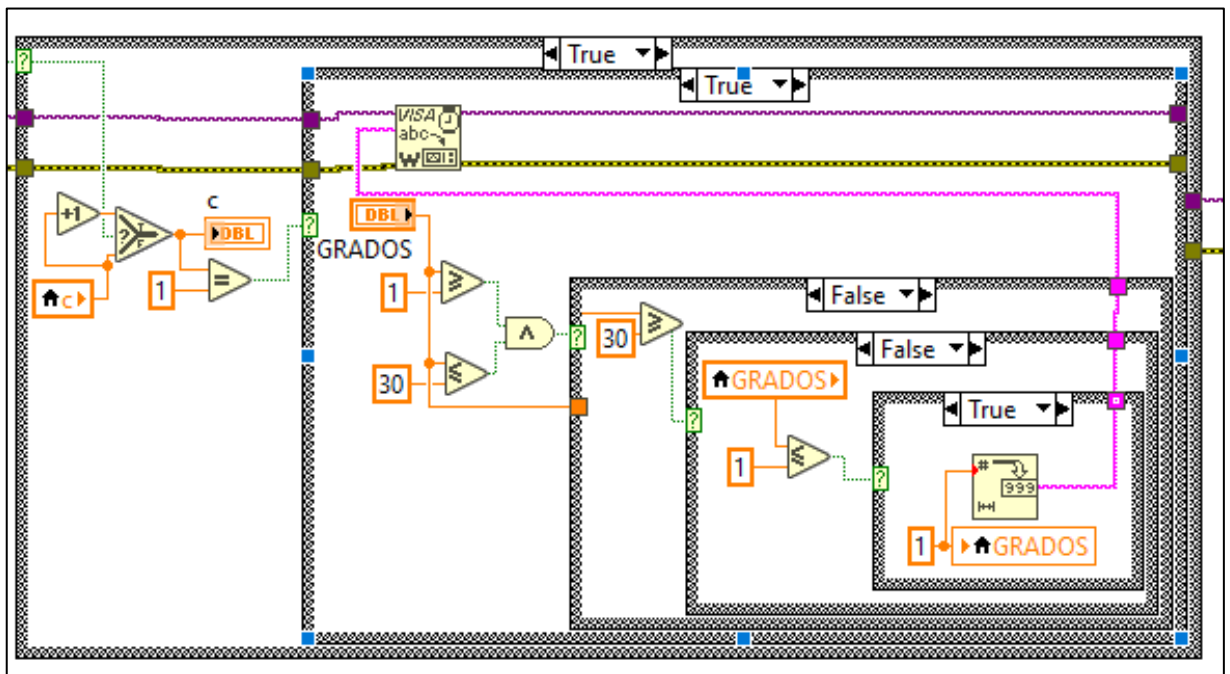 True
True
VISA
abc
W
c
+1
?
F
DBL
c
1
=
?
?
DBL
GRADOS
1
≥
30
≤
∧
?
False
30
≥
?
False
GRADOS
1
≤
?
True
#
999
1
GRADOS